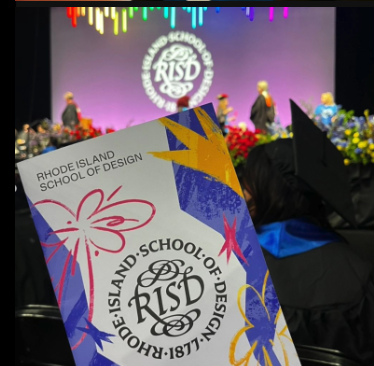 RHODE·ISLAND·SCHOOL·OF·DESIGN
RISD
RHODE ISLAND
SCHOOL OF DESIGN
RHODE·ISLAND·SCHOOL·OF·DESIGN·1877·
RISD